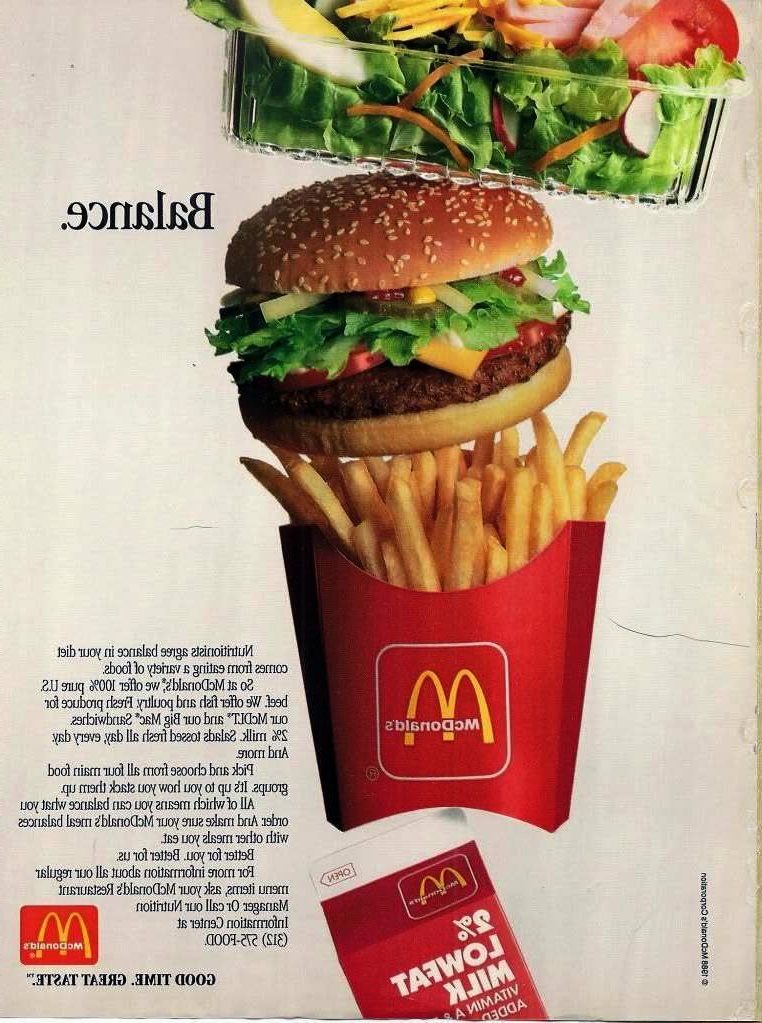 Balance.
Nutritionists agree balance in your diet
comes from eating a variety of foods.
So at McDonald's®, we offer 100% pure U.S.
beef. We offer fish and poultry. Fresh produce for
our McDLT™ and our Big Mac® Sandwiches.
2% milk. Salads tossed fresh all day, every day.
And more.
Pick and choose from all four main food
groups. It's up to you how you stack them up.
All of which means you can balance what you
order. And make sure your McDonald's meal balances
with other meals you eat.
Better for you. Better for us.
For more information about all our regular
menu items, ask your McDonald's Restaurant
Manager. Or call our Nutrition
Information Center at
(312) 575-FOOD.
McDonald's
GOOD TIME. GREAT TASTE.™
McDonald's
®
OPEN
McDonald's
2%
LOWFAT
MILK
VITAMIN A &
ADDED
© 1988 McDonald's Corporation